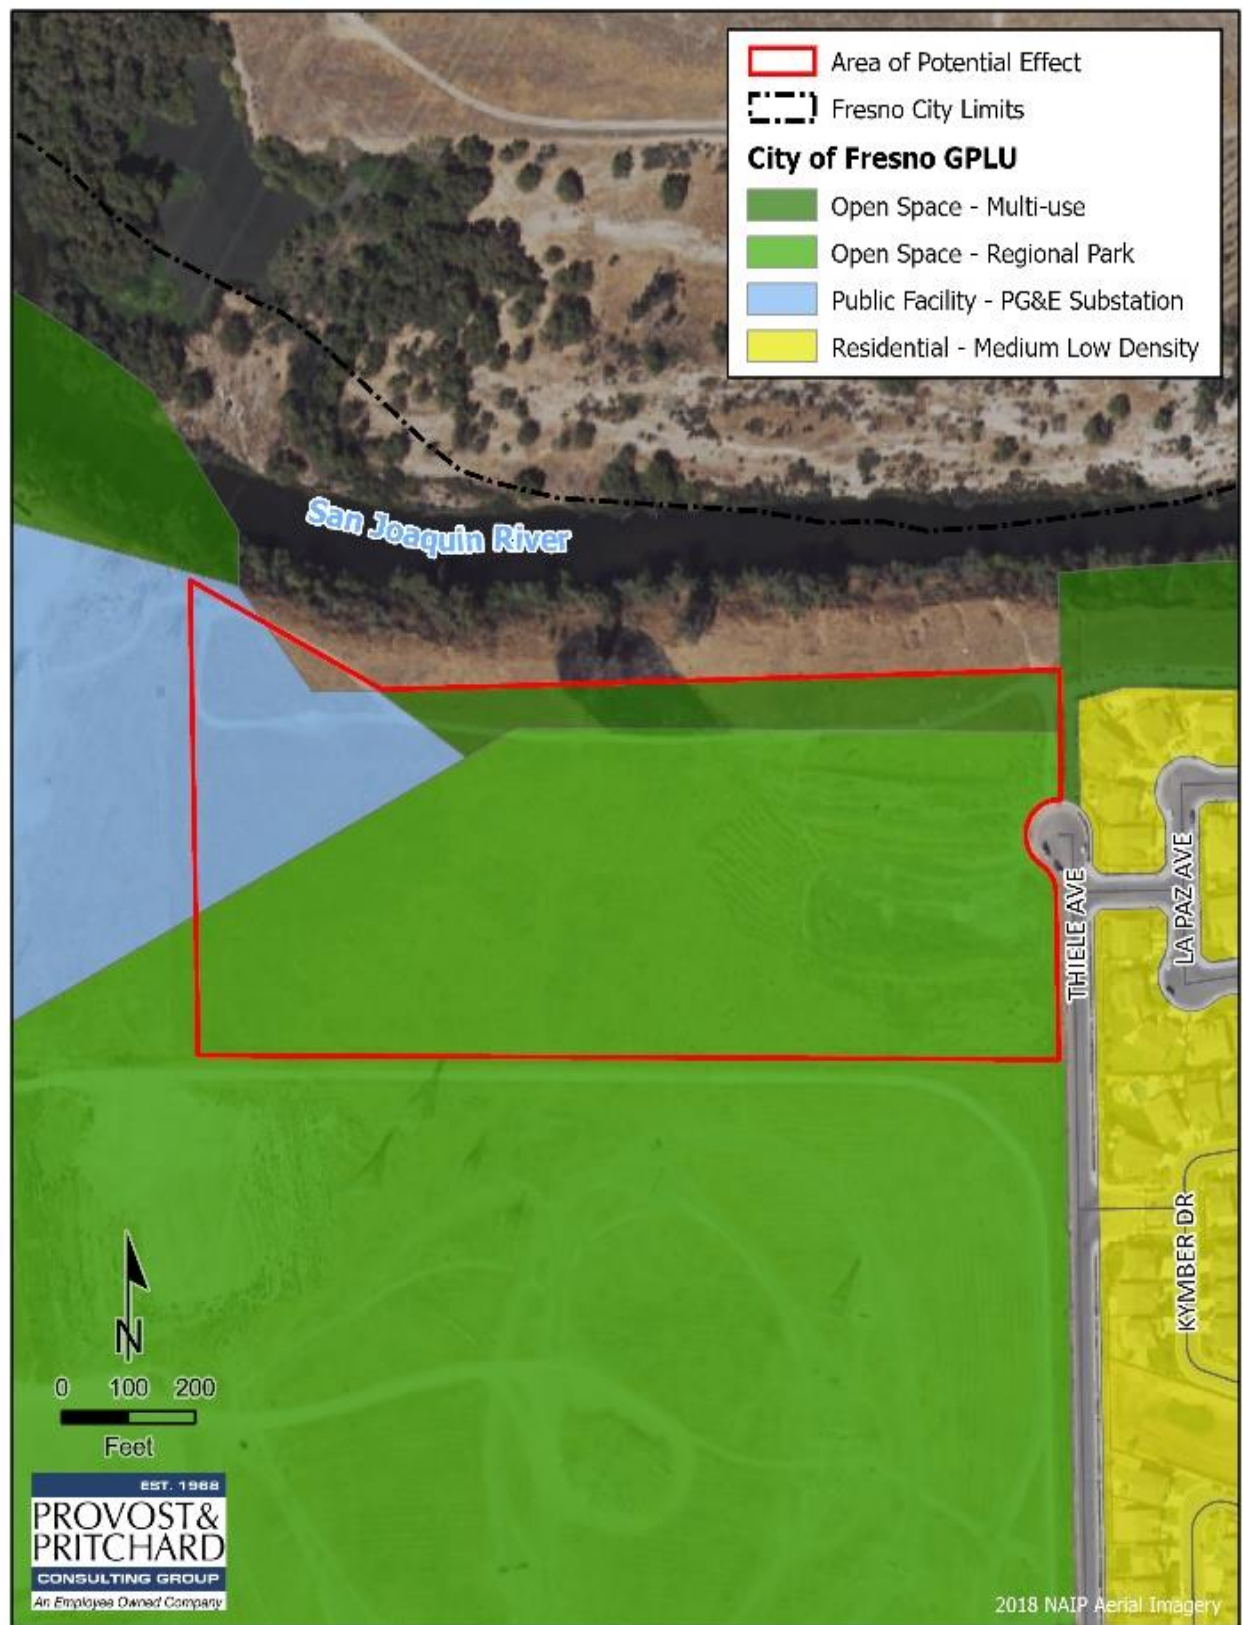 Area of Potential Effect
Fresno City Limits
City of Fresno GPLU
Open Space - Multi-use
Open Space - Regional Park
Public Facility - PG&E Substation
Residential - Medium Low Density
San Joaquin River
THIELE AVE
LA PAZ AVE
KYMBER DR
N
0 100 200
Feet
EST. 1968
PROVOST&
PRITCHARD
CONSULTING GROUP
An Employee Owned Company
2018 NAIP Aerial Imagery